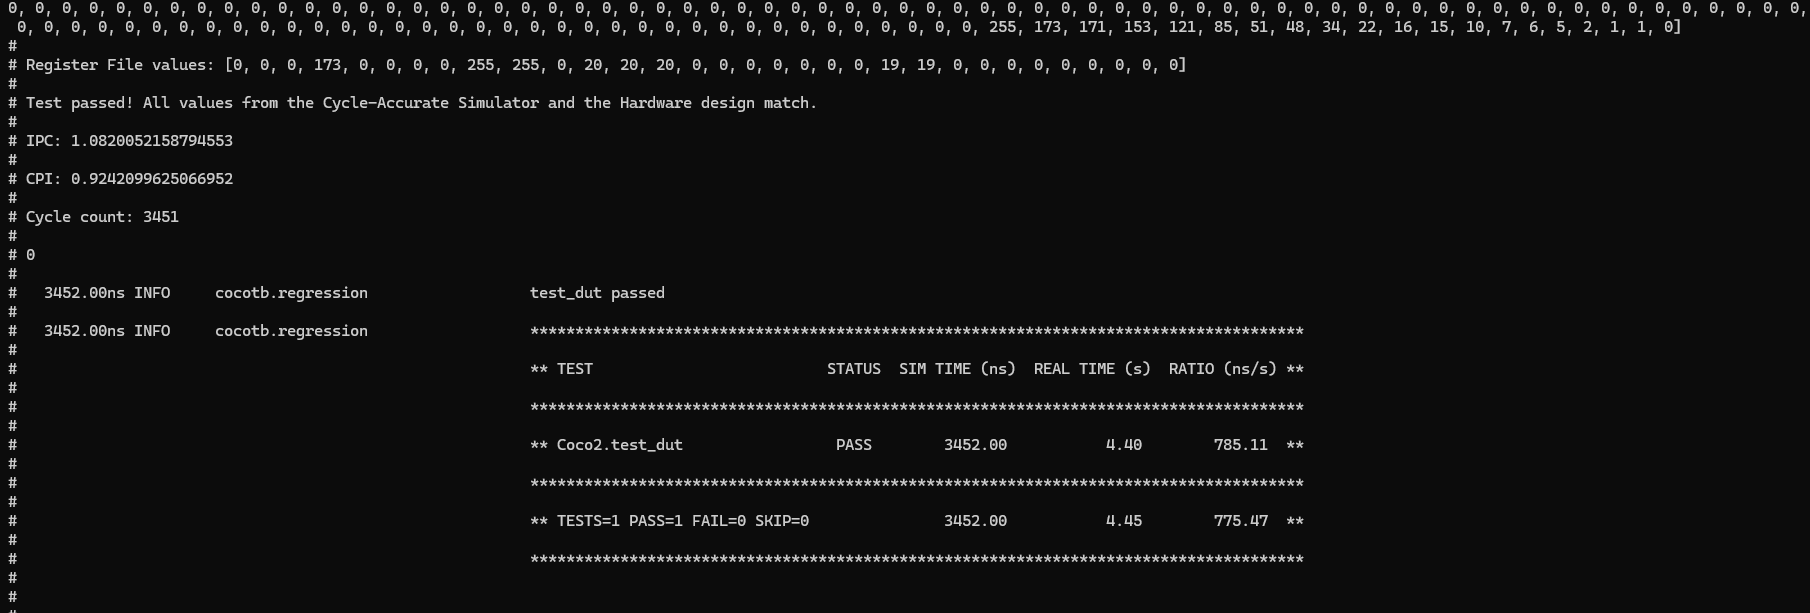 0, 0, 0, 0, 0, 0, 0, 0, 0, 0, 0, 0, 0, 0, 0, 0, 0, 0, 0, 0, 0, 0, 0, 0, 0, 0, 0, 0, 0, 0, 0, 0, 0, 0, 0, 0, 0, 0, 0, 0, 0, 0, 0, 0, 0, 0, 0, 0, 0, 0, 0, 0, 0, 0, 0, 0, 0, 0, 0, 0, 0, 0, 0, 0, 0, 0, 0,
 0, 0, 0, 0, 0, 0, 0, 0, 0, 0, 0, 0, 0, 0, 0, 0, 0, 0, 0, 0, 0, 0, 0, 0, 0, 0, 0, 0, 0, 0, 0, 0, 0, 0, 0, 0, 255, 173, 171, 153, 121, 85, 51, 48, 34, 22, 16, 15, 10, 7, 6, 5, 2, 1, 1, 0]
#
# Register File values: [0, 0, 0, 173, 0, 0, 0, 0, 255, 255, 0, 20, 20, 20, 0, 0, 0, 0, 0, 0, 0, 19, 19, 0, 0, 0, 0, 0, 0, 0, 0, 0]
#
# Test passed! All values from the Cycle-Accurate Simulator and the Hardware design match.
#
# IPC: 1.0820052158794553
#
# CPI: 0.9242099625066952
#
# Cycle count: 3451
#
# 0
#
#   3452.00ns INFO     cocotb.regression                  test_dut passed
#
#   3452.00ns INFO     cocotb.regression                  **************************************************************************************
#
#                                                         ** TEST                          STATUS  SIM TIME (ns)  REAL TIME (s)  RATIO (ns/s) **
#
#                                                         **************************************************************************************
#
#                                                         ** Coco2.test_dut                 PASS        3452.00           4.40        785.11  **
#
#                                                         **************************************************************************************
#
#                                                         ** TESTS=1 PASS=1 FAIL=0 SKIP=0               3452.00           4.45        775.47  **
#
#                                                         **************************************************************************************
#
#
#